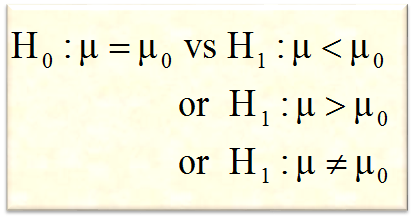 H₀ : μ = μ₀ vs H₁ : μ < μ₀
or H₁ : μ > μ₀
or H₁ : μ ≠ μ₀